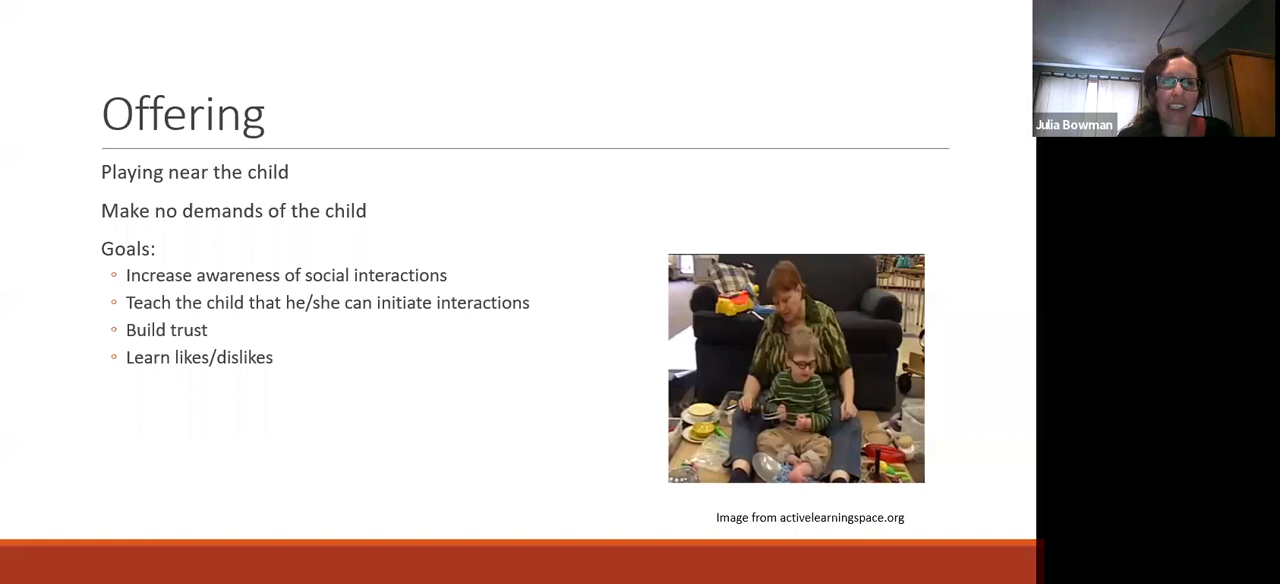 Offering
Playing near the child
Make no demands of the child
Goals:
◦ Increase awareness of social interactions
◦ Teach the child that he/she can initiate interactions
◦ Build trust
◦ Learn likes/dislikes
Image from activelearningspace.org
Julia Bowman